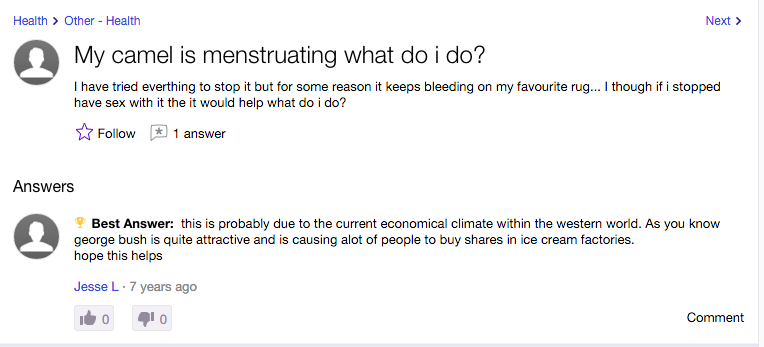 Health > Other - Health
Next >
My camel is menstruating what do i do?
I have tried everthing to stop it but for some reason it keeps bleeding on my favourite rug... I though if i stopped
have sex with it the it would help what do i do?
Follow 1 answer
Answers
Best Answer: this is probably due to the current economical climate within the western world. As you know
george bush is quite attractive and is causing alot of people to buy shares in ice cream factories.
hope this helps
Jesse L · 7 years ago
0 0
Comment